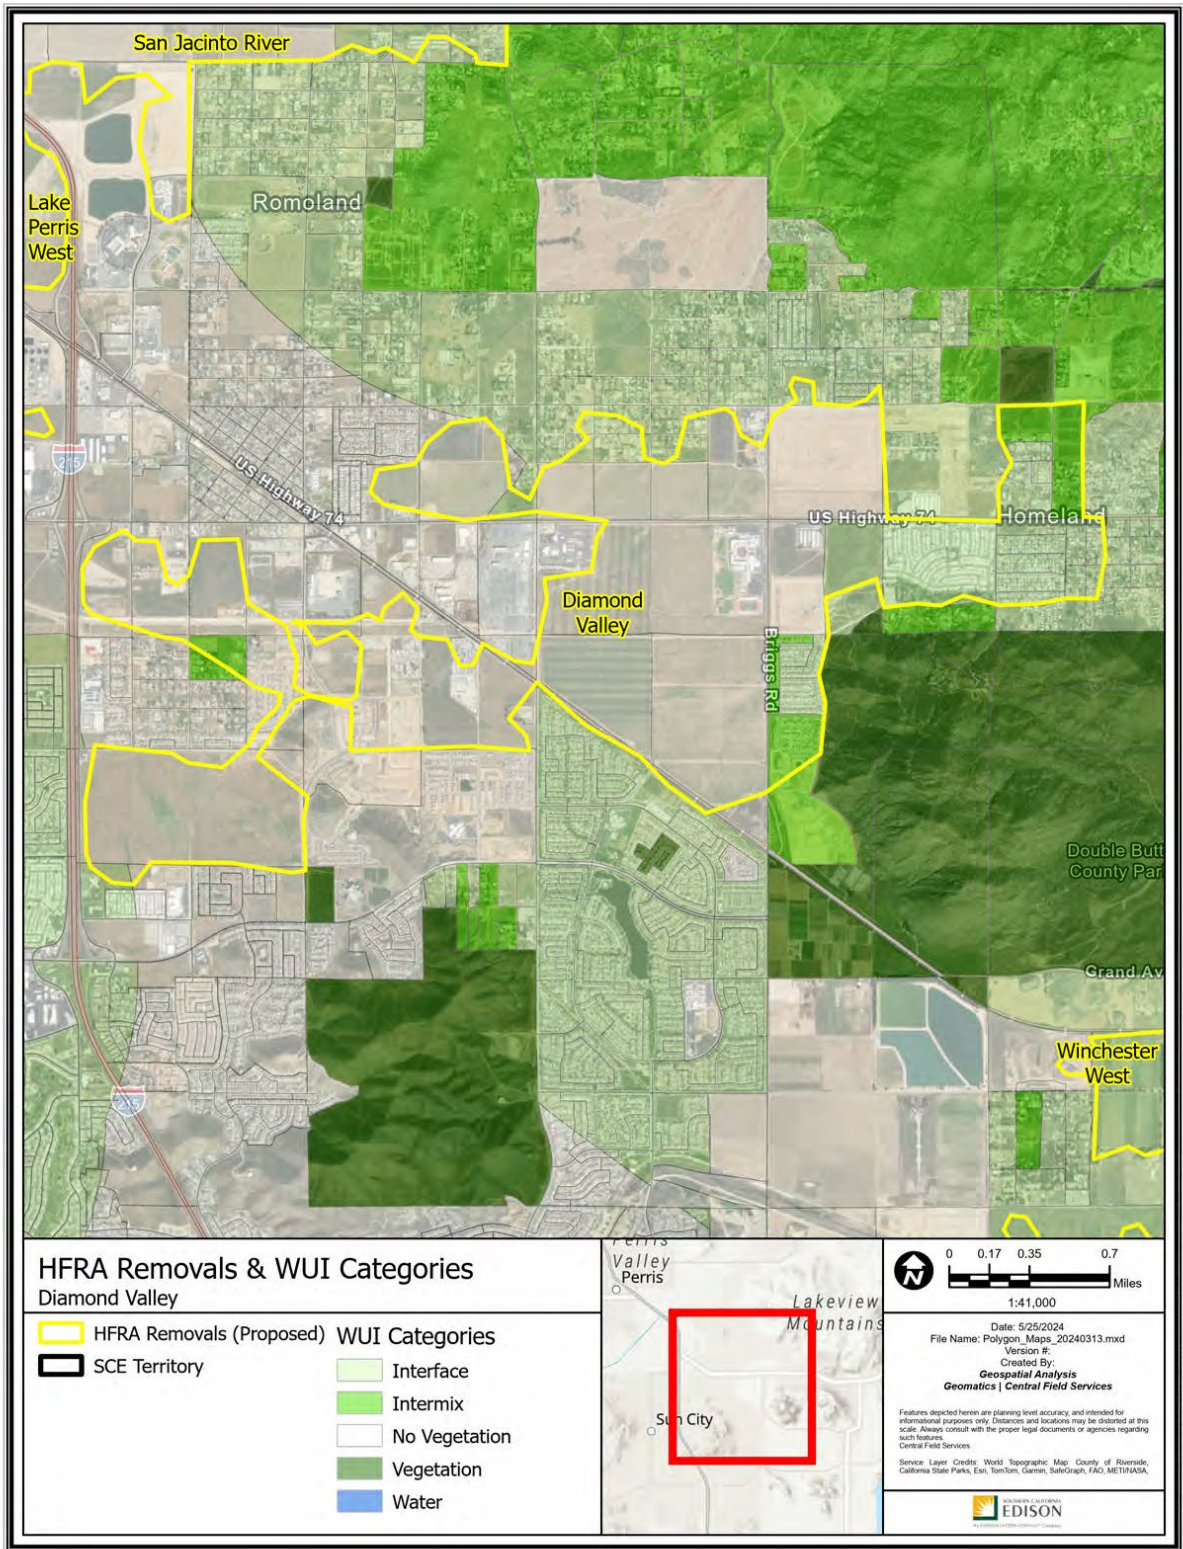 San Jacinto River
Lake
Perris
West
Romoland
215
US Highway 74
US Highway 74
Homeland
Diamond
Valley
Briggs Rd
Double Butt
County Par
Grand Av
Winchester
West
215
HFRA Removals & WUI Categories
Diamond Valley
HFRA Removals (Proposed)
SCE Territory
WUI Categories
Interface
Intermix
No Vegetation
Vegetation
Water
Perris
Valley
Perris
Lakeview
Mountains
Sun City
N
0 0.17 0.35 0.7
Miles
1:41,000
Date: 5/25/2024
File Name: Polygon_Maps_20240313.mxd
Version #:
Created By:
Geospatial Analysis
Geomatics | Central Field Services
Features depicted herein are planning level accuracy, and intended for
informational purposes only. Distances and locations may be distorted at this
scale. Always consult with the proper legal documents or agencies regarding
such features.
Central Field Services
Service Layer Credits: World Topographic Map: County of Riverside,
California State Parks, Esri, TomTom, Garmin, SafeGraph, FAO, METI/NASA,
SOUTHERN CALIFORNIA
EDISON